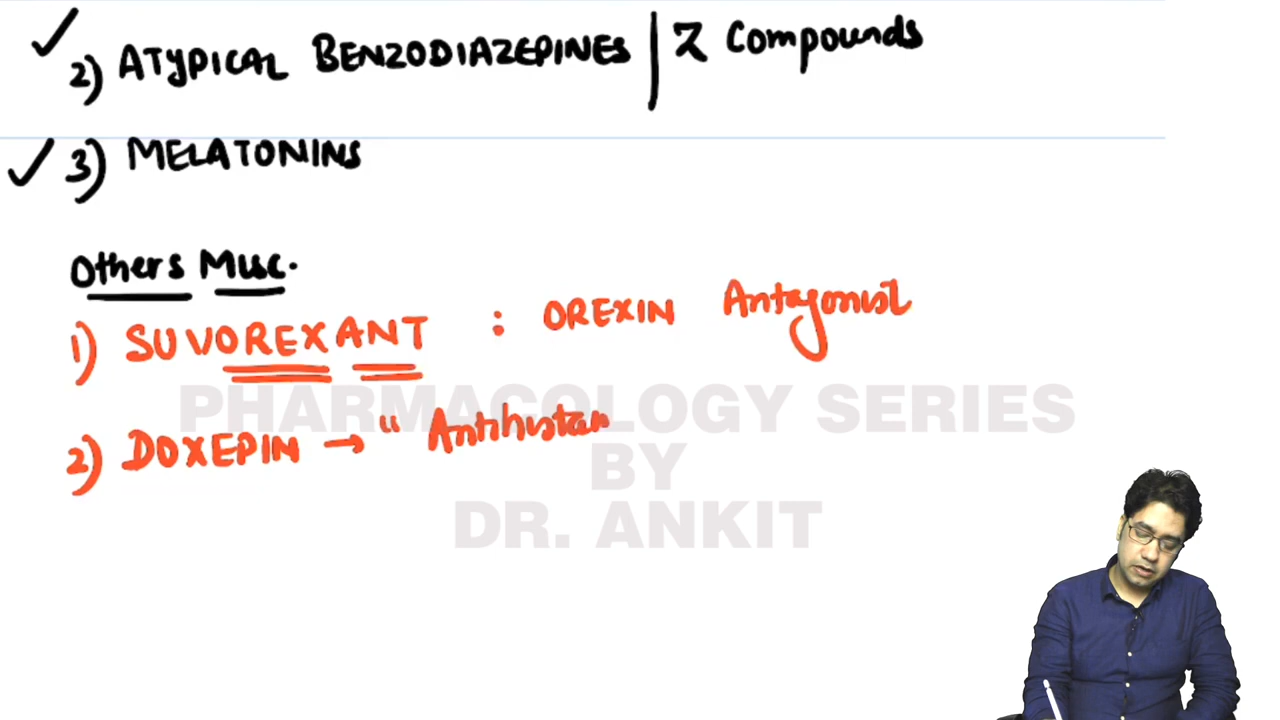 2) ATYPICAL BENZODIAZEPINES | Z Compounds
3) MELATONINS
Others Misc.
1) SUVOREXANT : OREXIN Antagonist
2) DOXEPIN → " Antihistam
PHARMACOLOGY SERIES
BY
DR. ANKIT